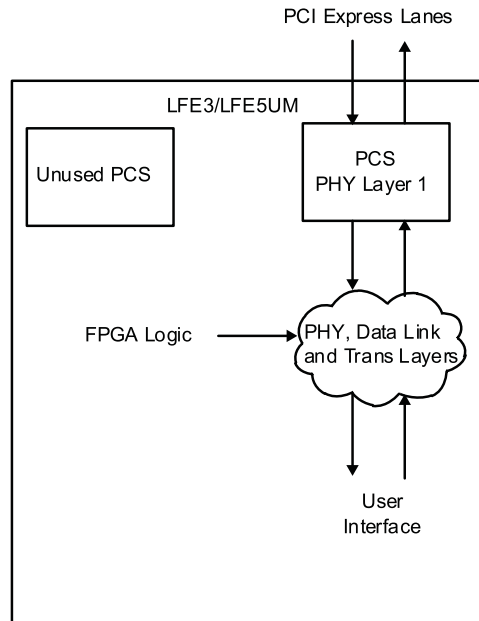 PCI Express Lanes
LFE3/LFE5UM
Unused PCS
PCS
PHY Layer 1
FPGA Logic
PHY, Data Link
and Trans Layers
User
Interface